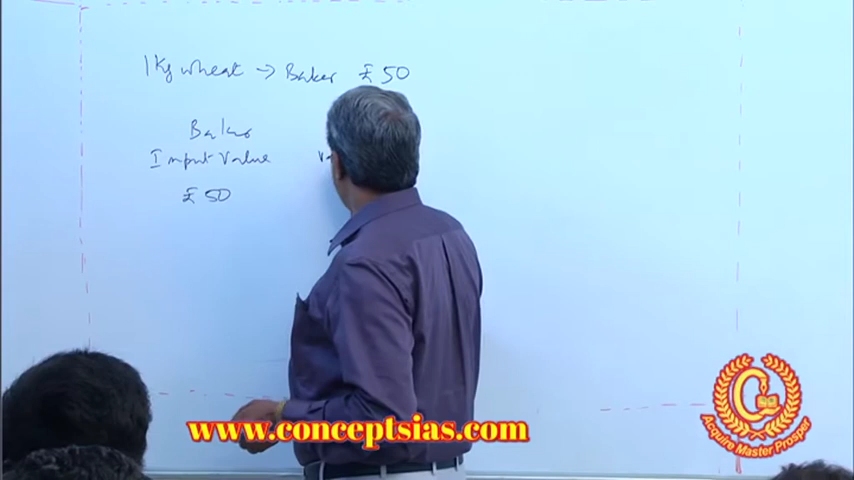 1Kg wheat → Baker ₤ 50
Baker
Input Value
₤ 50
www.conceptsias.com
Acquire Master Prosper